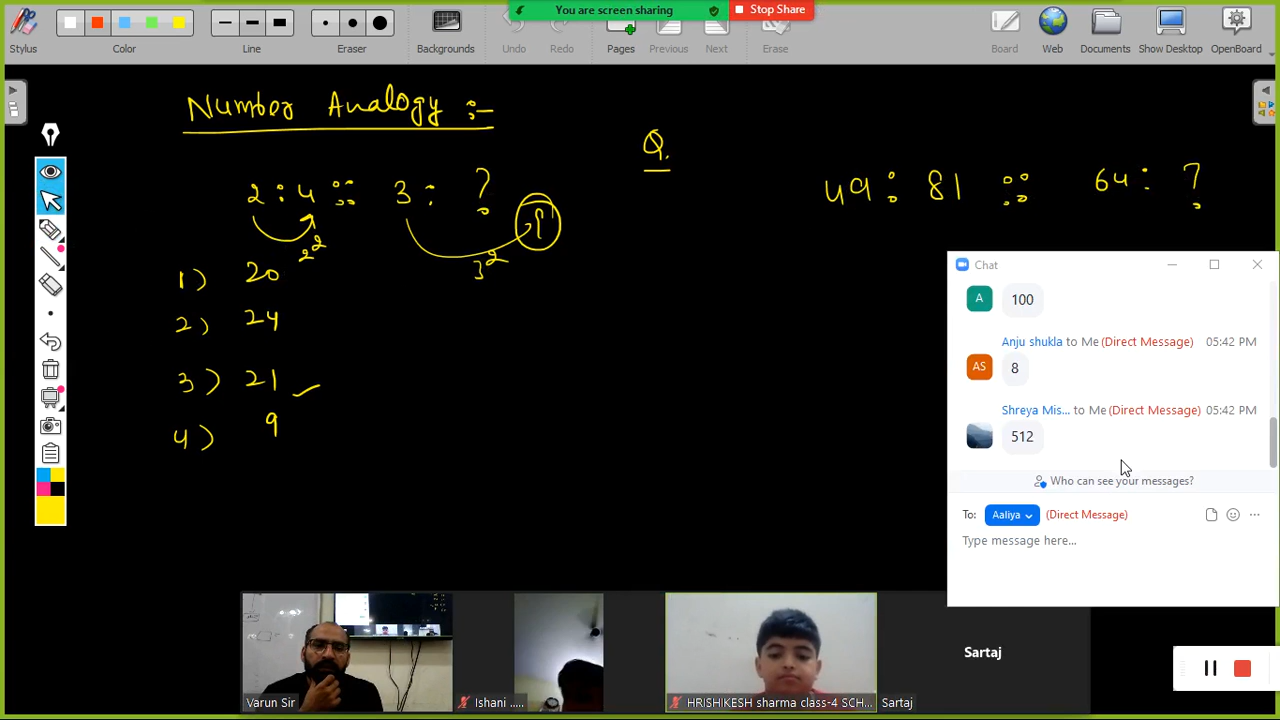 You are screen sharing
Stop Share
Stylus
Color
Line
Eraser
Backgrounds
Undo
Redo
Pages
Previous
Next
Erase
Board
Web
Documents
Show Desktop
OpenBoard
Number Analogy :-
2 : 4 :: 3 : ?
9
2²
3²
1) 20
2) 24
3) 21 ✓
4) 9
Q.
49 : 81 :: 64 : ?
Chat
A
100
Anju shukla to Me (Direct Message) 05:42 PM
AS
8
Shreya Mis... to Me (Direct Message) 05:42 PM
512
Who can see your messages?
To: Aaliya (Direct Message)
Type message here...
Varun Sir
Ishani .....
HRISHIKESH sharma class-4 SCH...
Sartaj
Sartaj